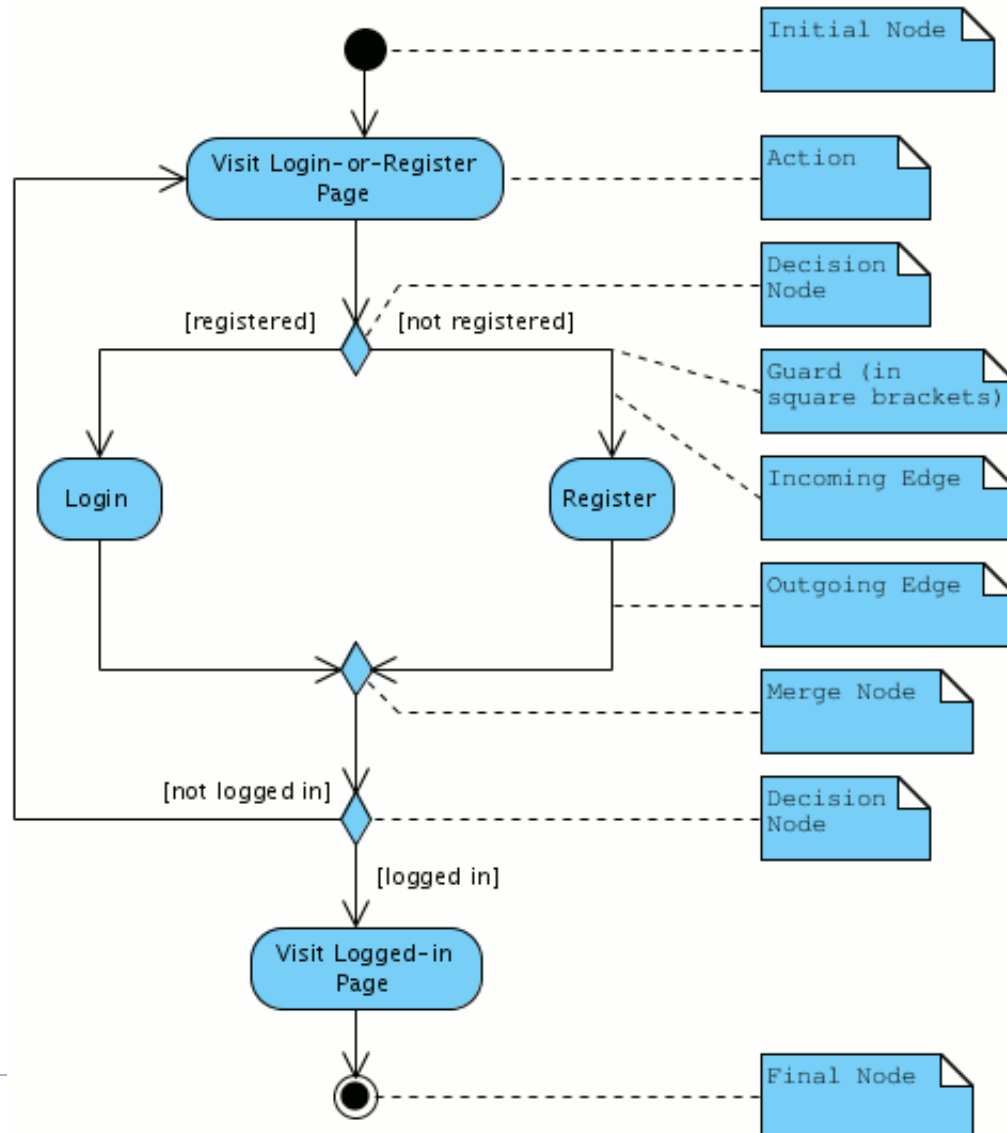 Initial Node
Visit Login-or-Register
Page
Action
Decision
Node
[registered]
[not registered]
Guard (in
square brackets)
Login
Register
Incoming Edge
Outgoing Edge
Merge Node
[not logged in]
Decision
Node
[logged in]
Visit Logged-in
Page
Final Node